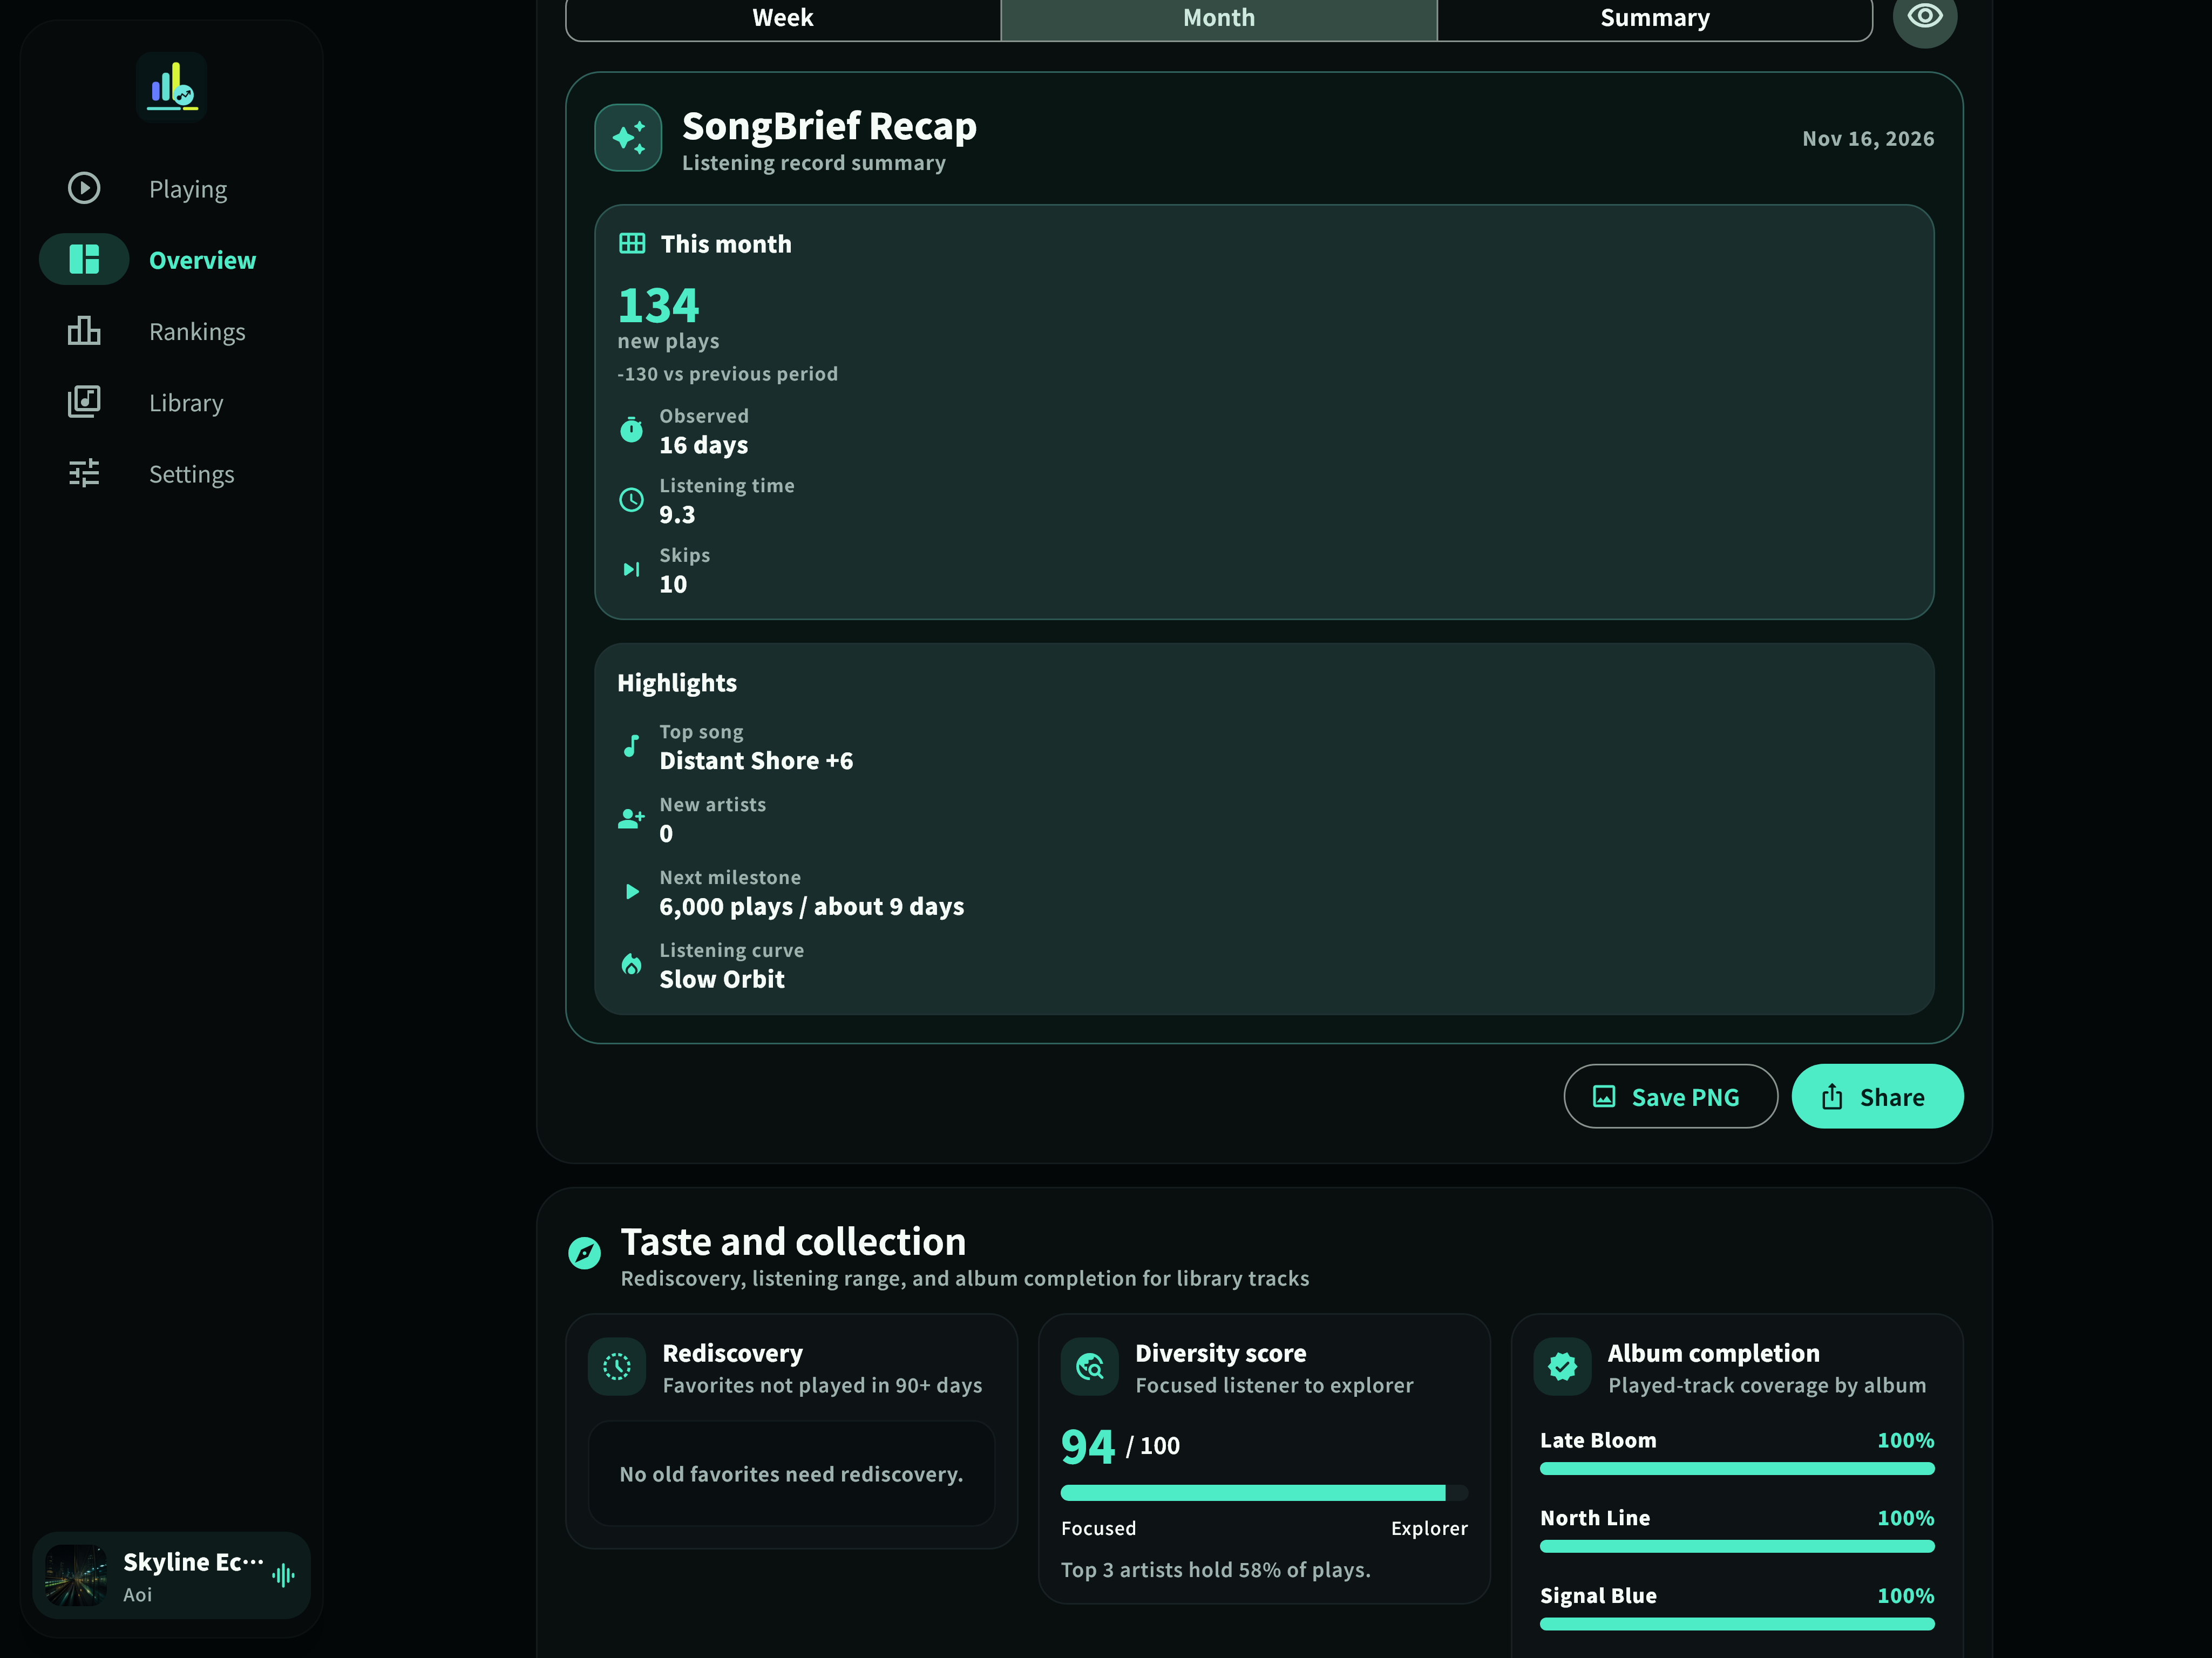 Week
Month
Summary
Playing
Overview
Rankings
Library
Settings
SongBrief Recap
Listening record summary
Nov 16, 2026
This month
134
new plays
-130 vs previous period
Observed
16 days
Listening time
9.3
Skips
10
Highlights
Top song
Distant Shore +6
New artists
0
Next milestone
6,000 plays / about 9 days
Listening curve
Slow Orbit
Save PNG
Share
Taste and collection
Rediscovery, listening range, and album completion for library tracks
Rediscovery
Favorites not played in 90+ days
No old favorites need rediscovery.
Diversity score
Focused listener to explorer
94 / 100
Focused
Explorer
Top 3 artists hold 58% of plays.
Album completion
Played-track coverage by album
Late Bloom 100%
North Line 100%
Signal Blue 100%
Skyline Ec···
Aoi